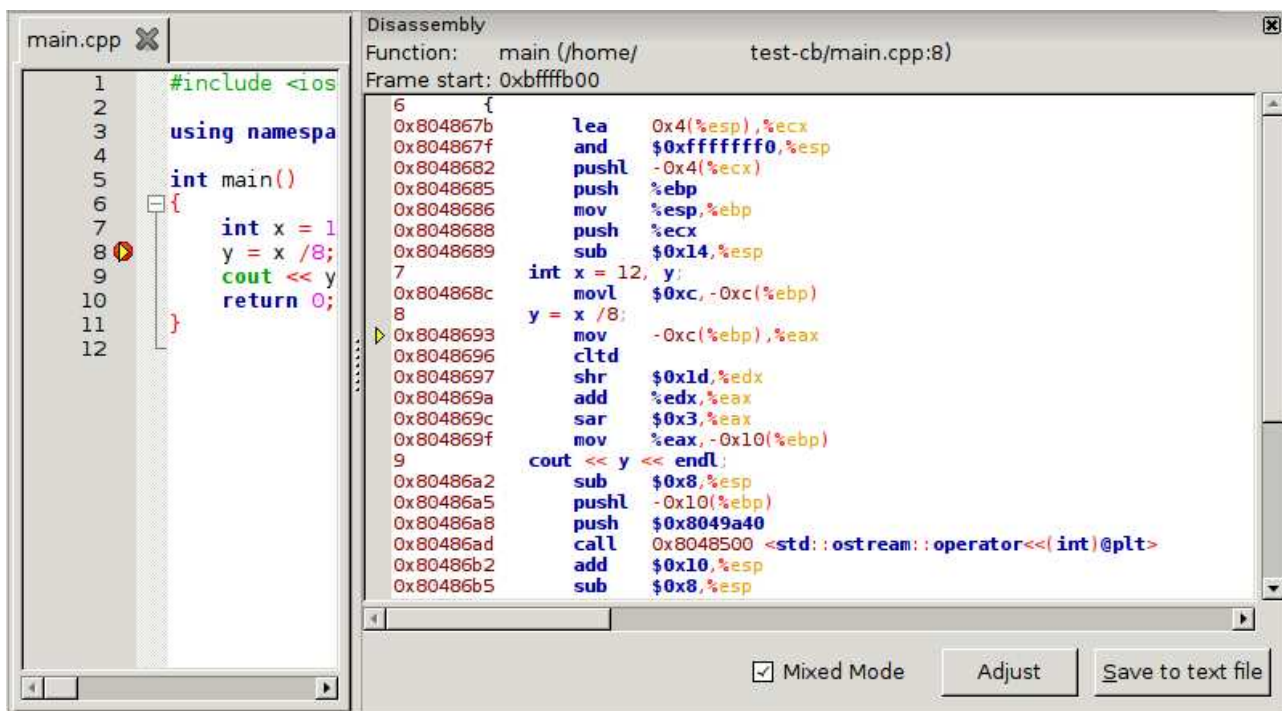 main.cpp
1 #include <ios
2
3 using namespa
4
5 int main()
6 {
7 int x = 1
8 y = x /8;
9 cout << y
10 return 0;
11 }
12
Disassembly
Function: main (/home/ test-cb/main.cpp:8)
Frame start: 0xbffffb00
6 {
0x804867b lea 0x4(%esp),%ecx
0x804867f and $0xfffffff0,%esp
0x8048682 pushl -0x4(%ecx)
0x8048685 push %ebp
0x8048686 mov %esp,%ebp
0x8048688 push %ecx
0x8048689 sub $0x14,%esp
7 int x = 12, y;
0x804868c movl $0xc,-0xc(%ebp)
8 y = x /8;
0x8048693 mov -0xc(%ebp),%eax
0x8048696 cltd
0x8048697 shr $0x1d,%edx
0x804869a add %edx,%eax
0x804869c sar $0x3,%eax
0x804869f mov %eax,-0x10(%ebp)
9 cout << y << endl;
0x80486a2 sub $0x8,%esp
0x80486a5 pushl -0x10(%ebp)
0x80486a8 push $0x8049a40
0x80486ad call 0x8048500 <std::ostream::operator<<(int)@plt>
0x80486b2 add $0x10,%esp
0x80486b5 sub $0x8,%esp
Mixed Mode
Adjust
Save to text file